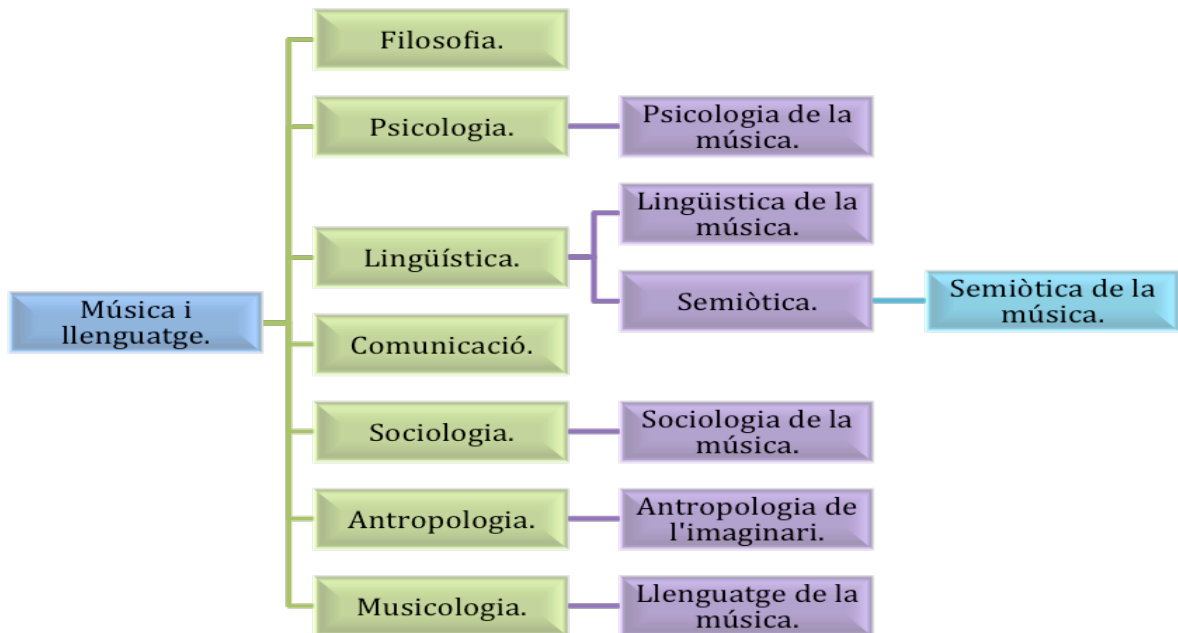 Música i
llenguatge.
Filosofia.
Psicologia.
Psicologia de la
música.
Lingüística.
Lingüistica de la
música.
Semiòtica.
Semiòtica de la
música.
Comunicació.
Sociologia.
Sociologia de la
música.
Antropologia.
Antropologia de
l'imaginari.
Musicologia.
Llenguatge de la
música.